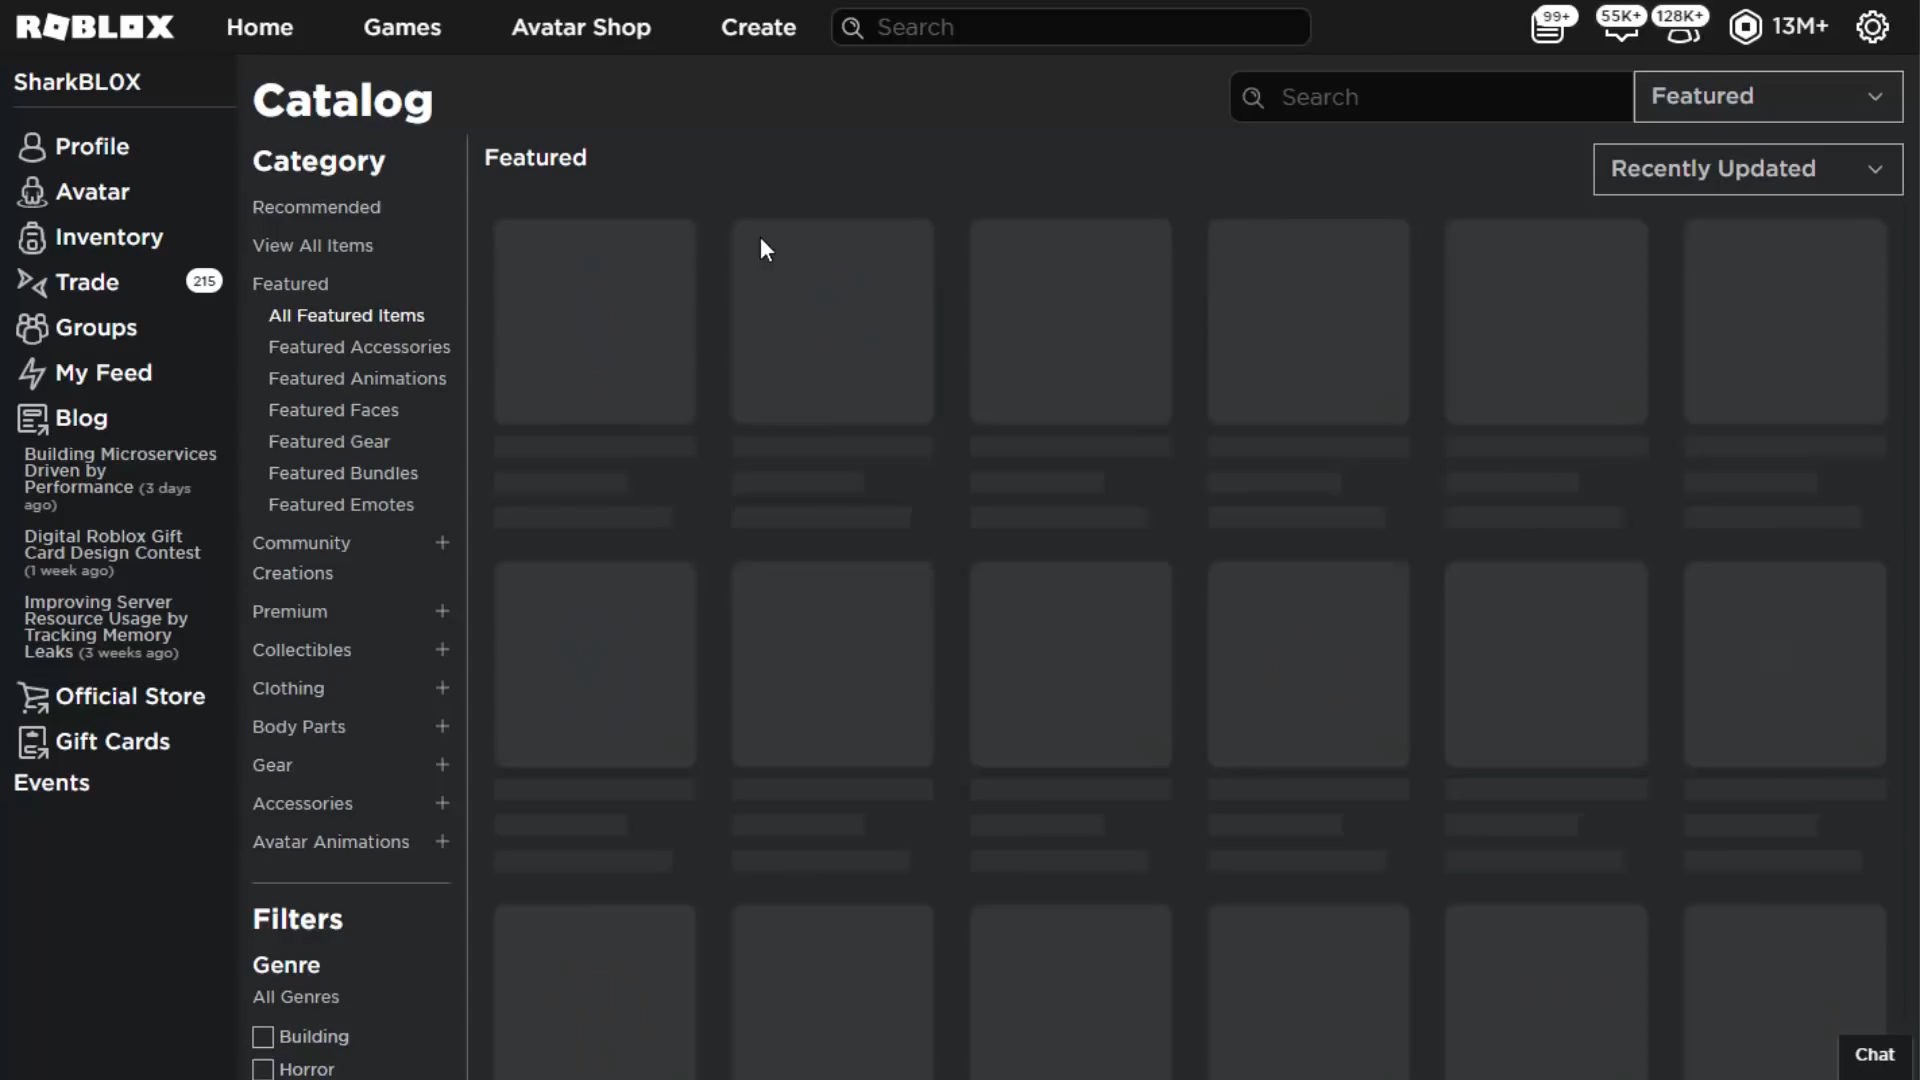 ROBLOX
Home
Games
Avatar Shop
Create
Search
99+
55K+
128K+
13M+
SharkBLOX
Profile
Avatar
Inventory
Trade
215
Groups
My Feed
Blog
Building Microservices
Driven by
Performance (3 days
ago)
Digital Roblox Gift
Card Design Contest
(1 week ago)
Improving Server
Resource Usage by
Tracking Memory
Leaks (3 weeks ago)
Official Store
Gift Cards
Events
Catalog
Search
Featured
Category
Recommended
View All Items
Featured
All Featured Items
Featured Accessories
Featured Animations
Featured Faces
Featured Gear
Featured Bundles
Featured Emotes
Community +
Creations
Premium +
Collectibles +
Clothing +
Body Parts +
Gear +
Accessories +
Avatar Animations +
Filters
Genre
All Genres
Building
Horror
Featured
Recently Updated
Chat